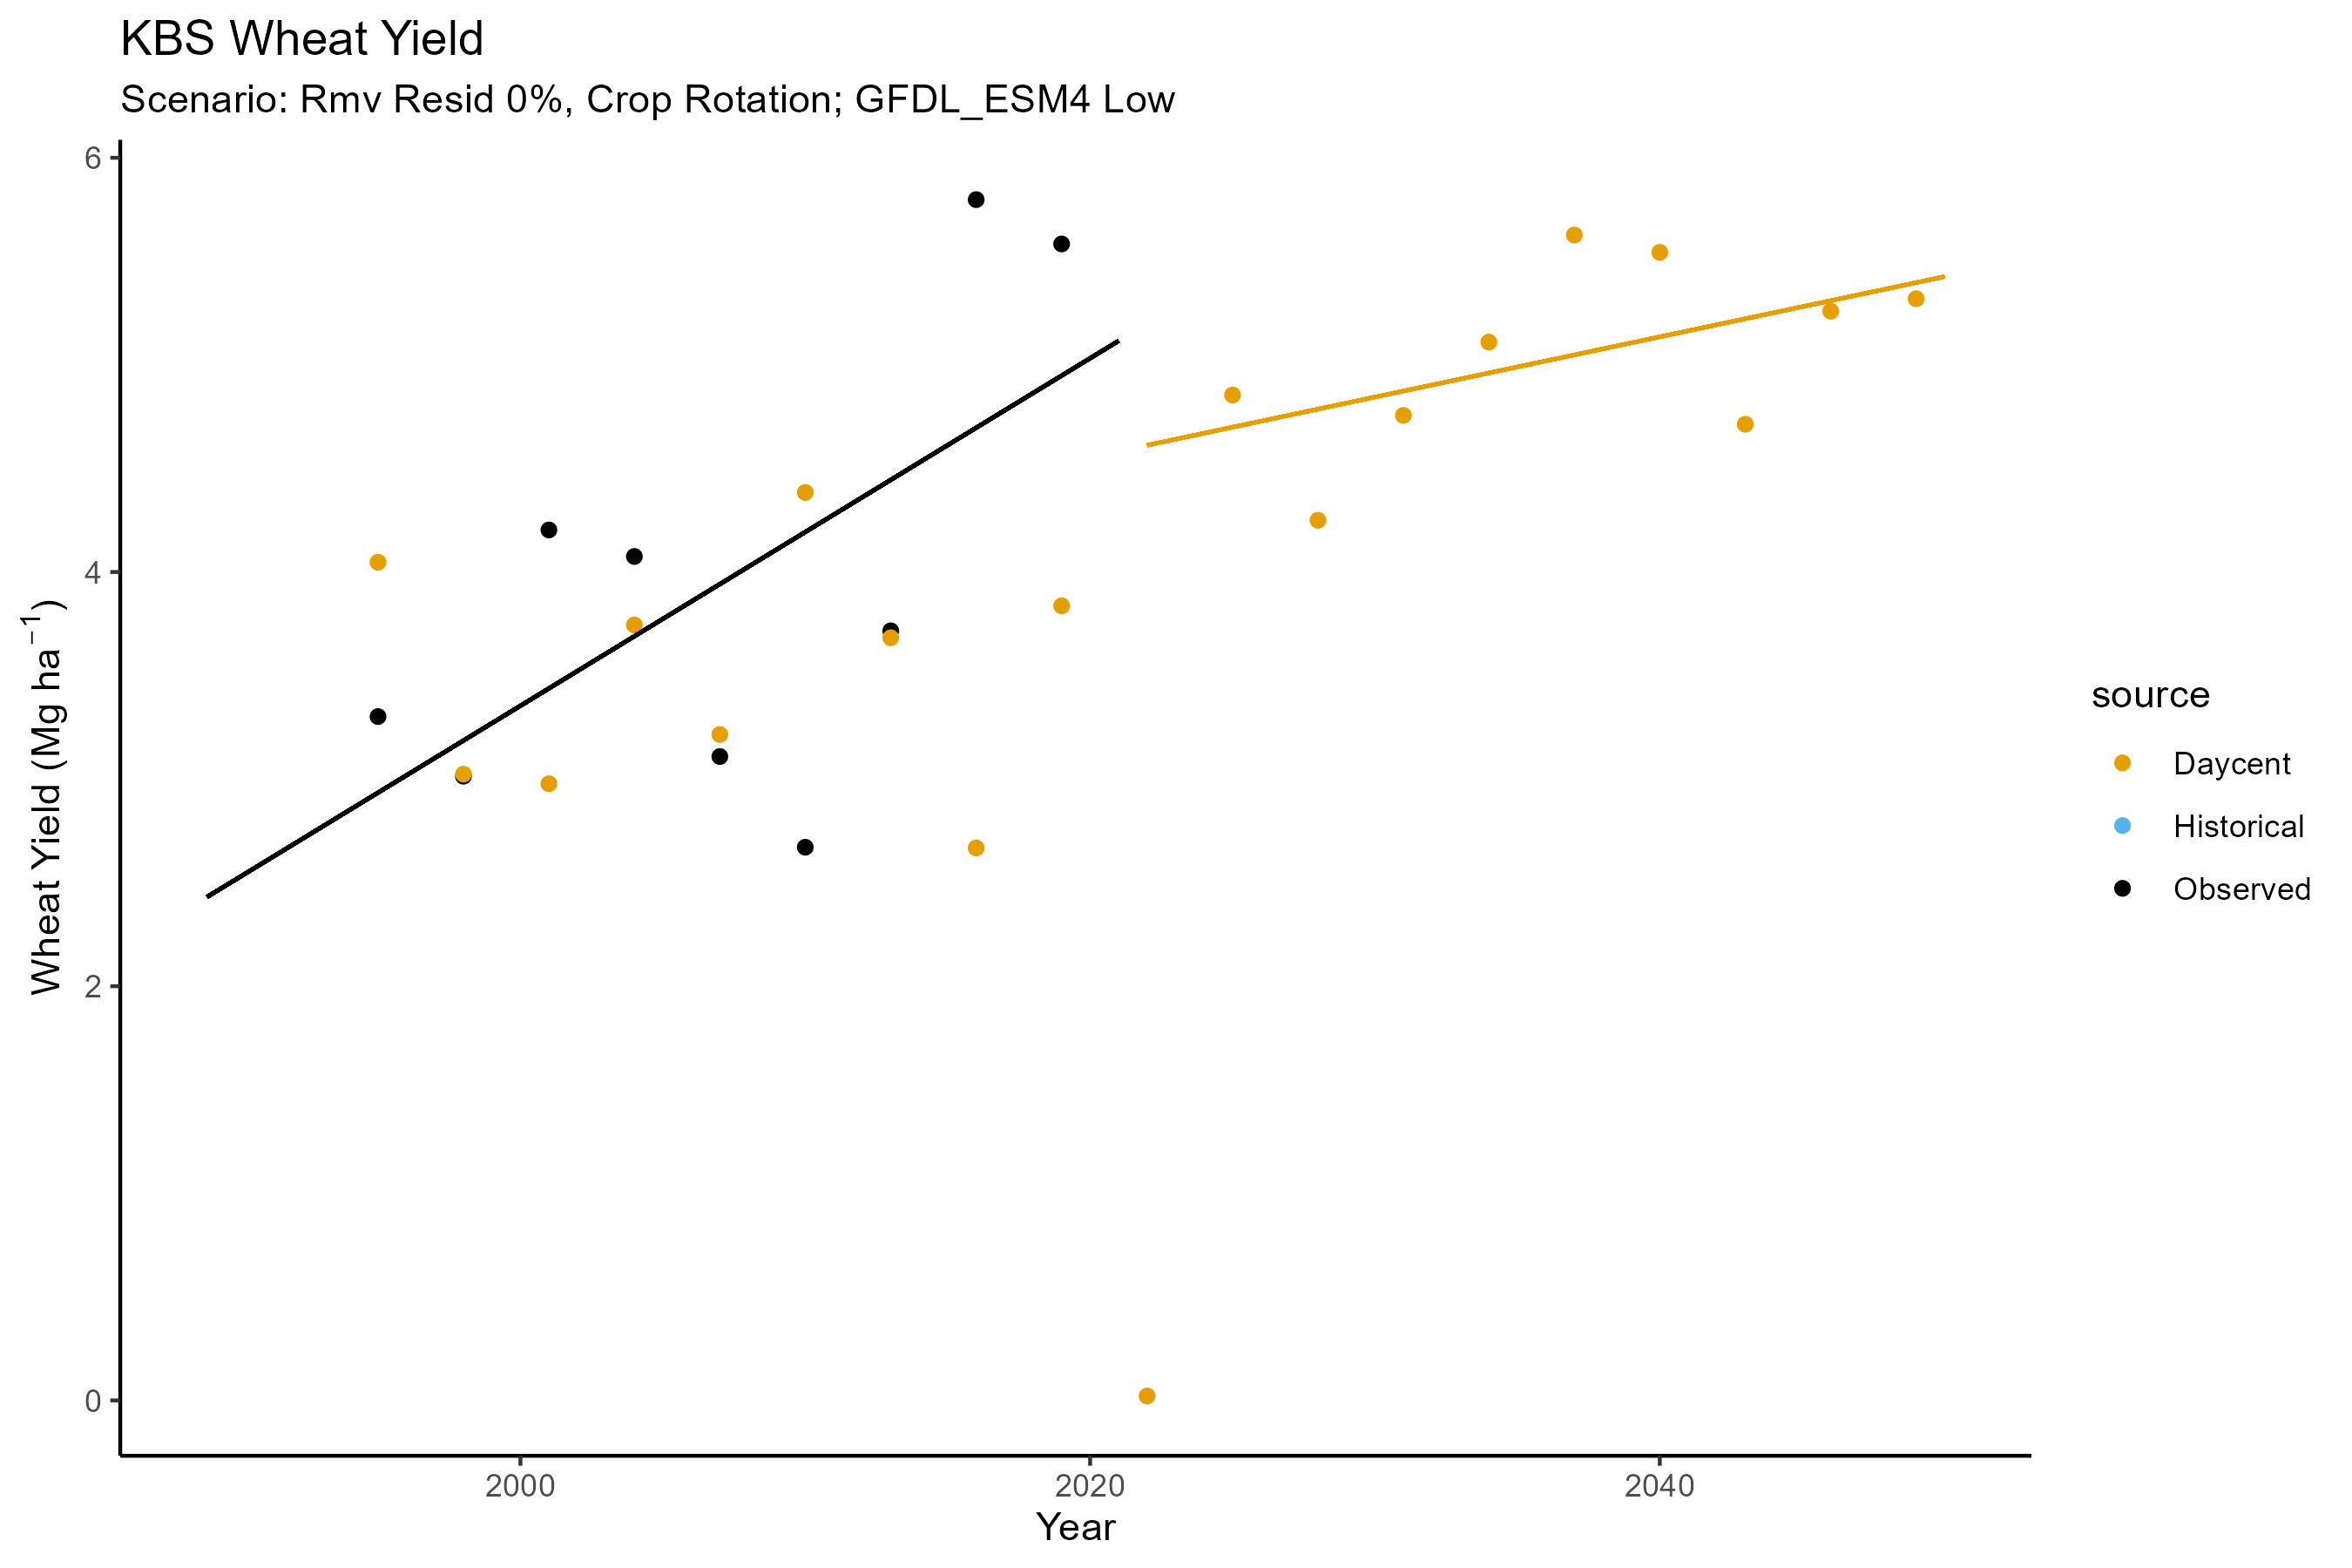 KBS Wheat Yield
Scenario: Rmv Resid 0%, Crop Rotation; GFDL_ESM4 Low
6
4
2
0
Wheat Yield (Mg ha⁻¹)
2000
2020
2040
Year
source
Daycent
Historical
Observed